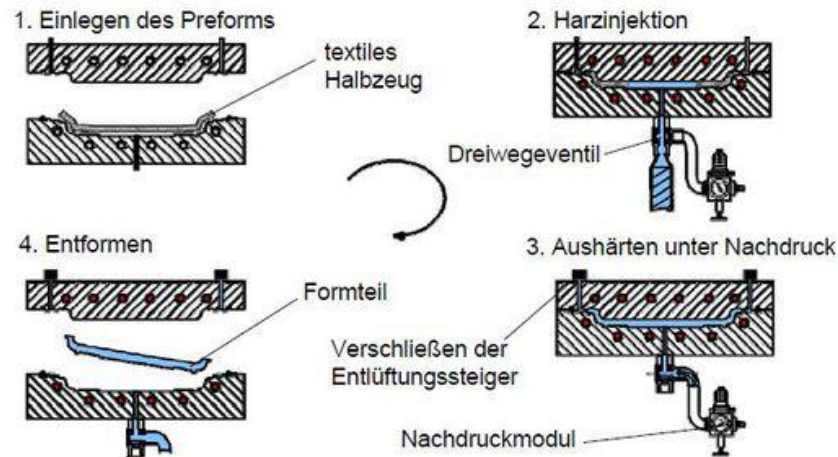 1. Einlegen des Preforms
textiles
Halbzeug
2. Harzinjektion
Dreiwegeventil
3. Aushärten unter Nachdruck
Verschließen der
Entlüftungssteiger
Nachdruckmodul
4. Entformen
Formteil